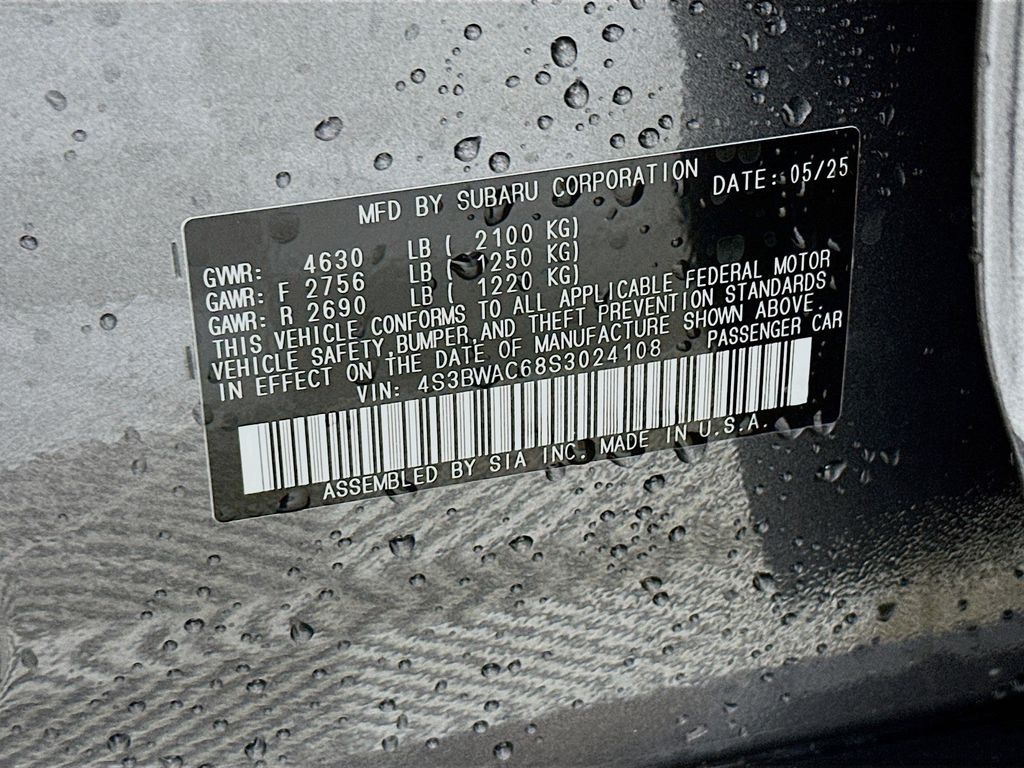 MFD BY SUBARU CORPORATION DATE: 05/25
GVWR: 4630 LB ( 2100 KG)
GAWR: F 2756 LB ( 1250 KG)
GAWR: R 2690 LB ( 1220 KG)
THIS VEHICLE CONFORMS TO ALL APPLICABLE FEDERAL MOTOR
VEHICLE SAFETY, BUMPER, AND THEFT PREVENTION STANDARDS
IN EFFECT ON THE DATE OF MANUFACTURE SHOWN ABOVE.
VIN: 4S3BWAC68S3024108 PASSENGER CAR
ASSEMBLED BY SIA INC. MADE IN U.S.A.